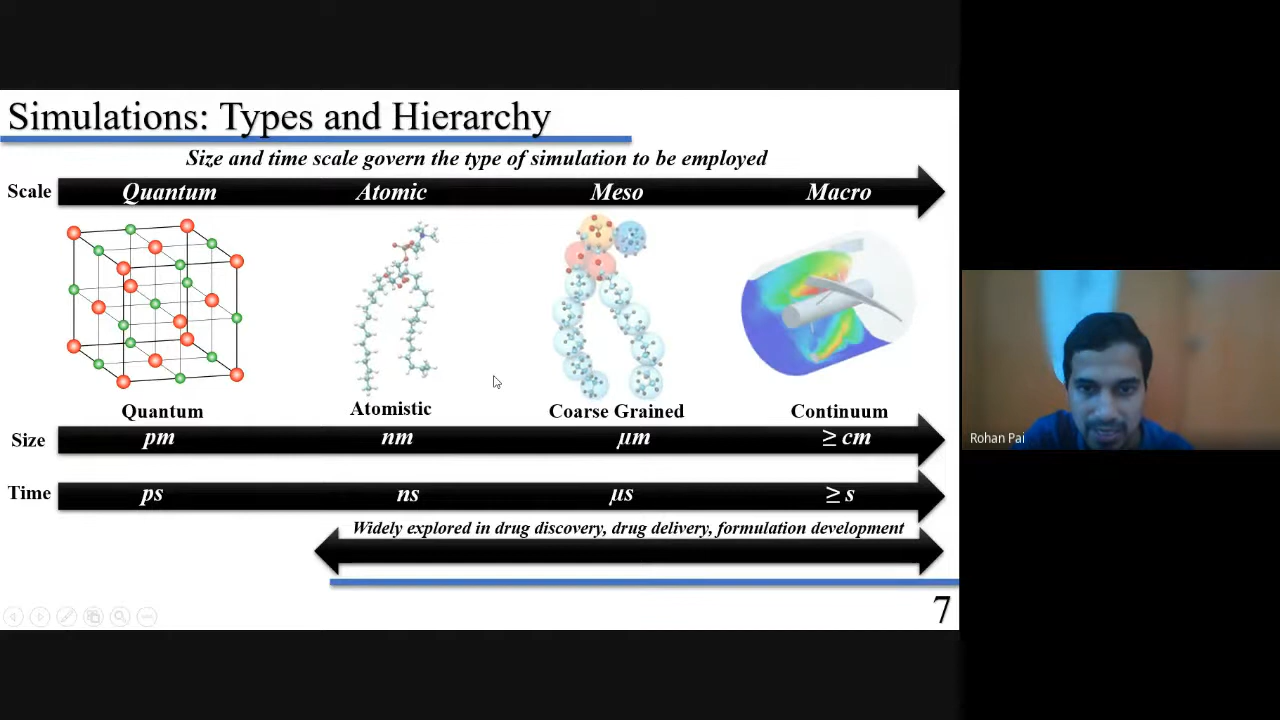 Simulations: Types and Hierarchy
Size and time scale govern the type of simulation to be employed
Scale Quantum Atomic Meso Macro
Quantum Atomistic Coarse Grained Continuum
Size pm nm μm ≥ cm
Time ps ns μs ≥ s
Widely explored in drug discovery, drug delivery, formulation development
7
Rohan Pai